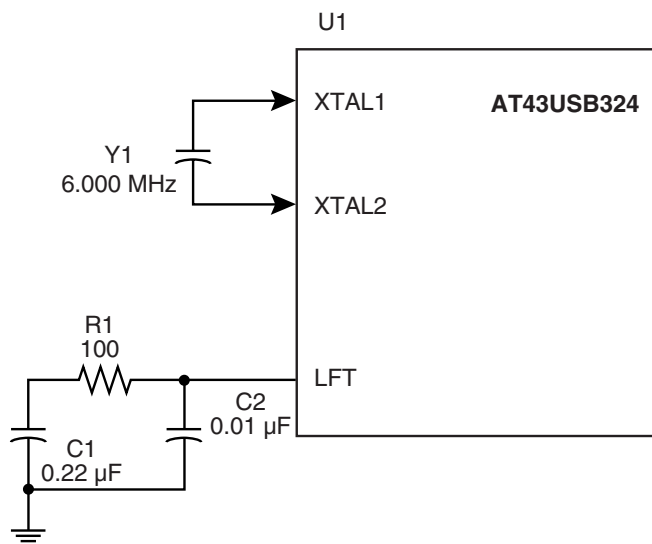 U1
XTAL1
AT43USB324
Y1
6.000 MHz
XTAL2
R1
100
LFT
C2
0.01 µF
C1
0.22 µF